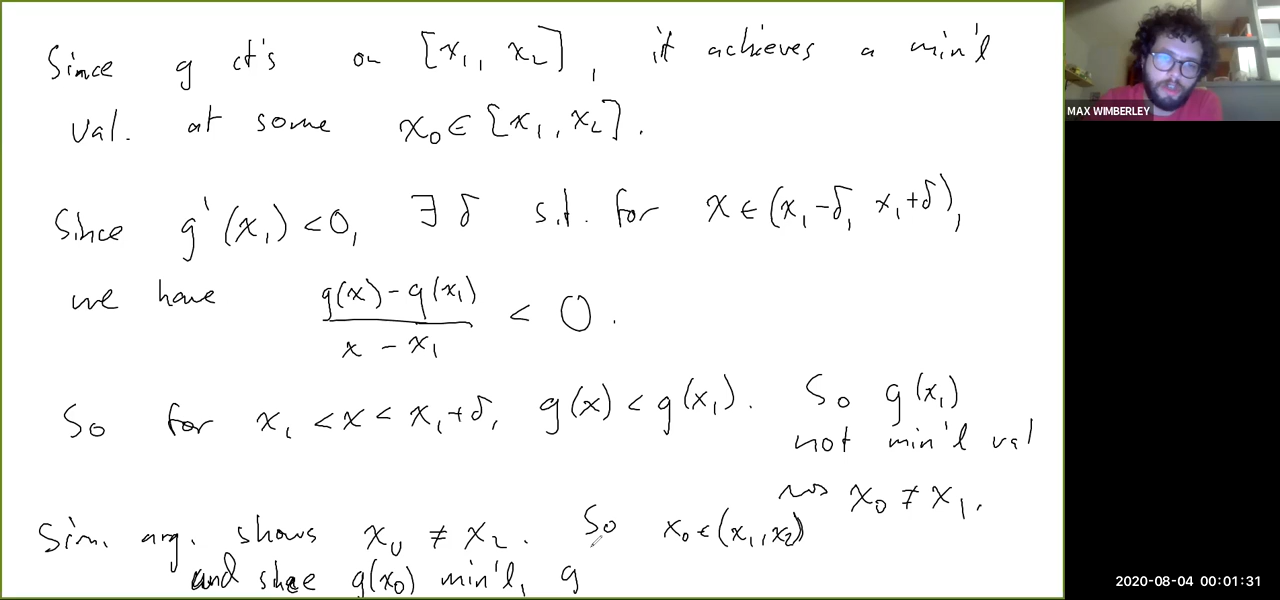 Since g ct's on [x₁, x₂], it achieves a min'l
val. at some x₀ ∈ [x₁, x₂].
Since g'(x₁) < 0, ∃ δ s.t. for x ∈ (x₁-δ, x₁+δ),
we have g(x) - g(x₁) / x - x₁ < 0.
So for x₁ < x < x₁+δ, g(x) < g(x₁). So g(x₁)
not min'l val
⇝ x₀ ≠ x₁.
Sim. arg. shows x₀ ≠ x₂. So x₀ ∈ (x₁, x₂)
and since g(x₀) min'l, g
MAX WIMBERLEY
2020-08-04 00:01:31